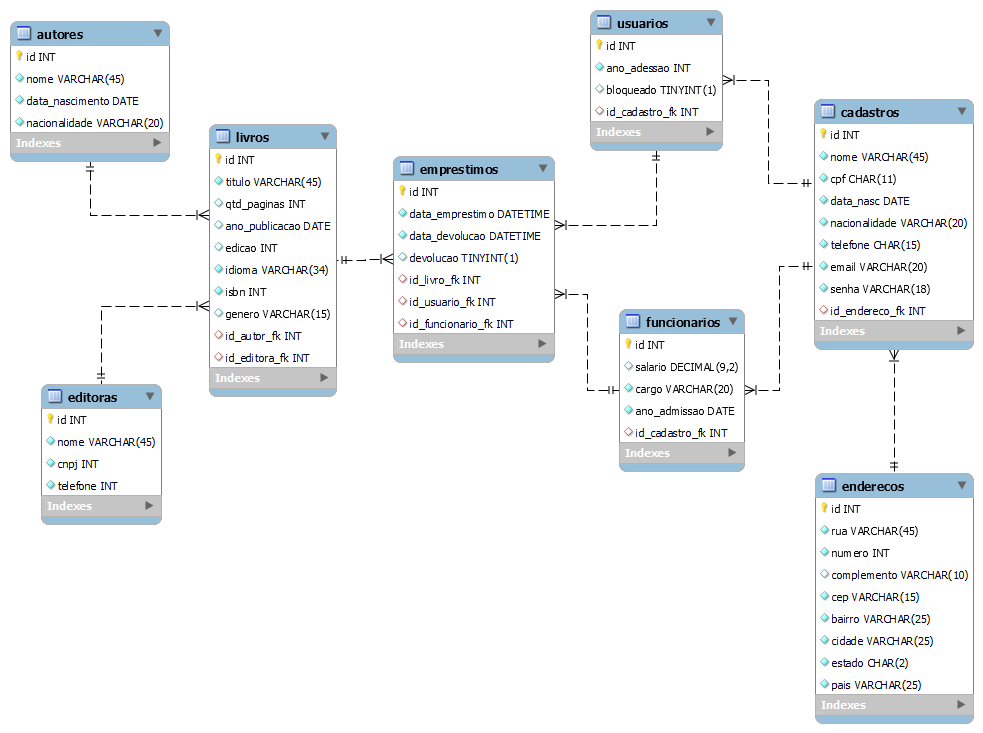 autores
id INT
nome VARCHAR(45)
data_nascimento DATE
nacionalidade VARCHAR(20)
Indexes
livros
id INT
titulo VARCHAR(45)
qtd_paginas INT
ano_publicacao DATE
edicao INT
idioma VARCHAR(34)
isbn INT
genero VARCHAR(15)
id_autor_fk INT
id_editora_fk INT
Indexes
editoras
id INT
nome VARCHAR(45)
cnpj INT
telefone INT
Indexes
emprestimos
id INT
data_emprestimo DATETIME
data_devolucao DATETIME
devolucao TINYINT(1)
id_livro_fk INT
id_usuario_fk INT
id_funcionario_fk INT
Indexes
usuarios
id INT
ano_adessao INT
bloqueado TINYINT(1)
id_cadastro_fk INT
Indexes
funcionarios
id INT
salario DECIMAL(9,2)
cargo VARCHAR(20)
ano_admissao DATE
id_cadastro_fk INT
Indexes
cadastros
id INT
nome VARCHAR(45)
cpf CHAR(11)
data_nasc DATE
nacionalidade VARCHAR(20)
telefone CHAR(15)
email VARCHAR(20)
senha VARCHAR(18)
id_endereco_fk INT
Indexes
enderecos
id INT
rua VARCHAR(45)
numero INT
complemento VARCHAR(10)
cep VARCHAR(15)
bairro VARCHAR(25)
cidade VARCHAR(25)
estado CHAR(2)
pais VARCHAR(25)
Indexes